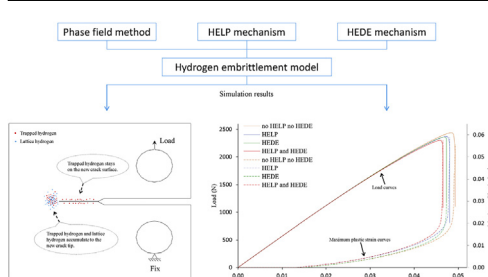 Phase field method
HELP mechanism
HEDE mechanism
Hydrogen embrittlement model
Simulation results
Trapped hydrogen
Lattice hydrogen
Trapped hydrogen stays
on the new crack surface.
Trapped hydrogen and lattice
hydrogen accumulate to the
new crack tip.
Load
Fix
Load (N)
2500
2000
1500
1000
500
0
no HELP no HEDE
HELP
HEDE
HELP and HEDE
no HELP no HEDE
HELP
HEDE
HELP and HEDE
Load curves
Maximum plastic strain curves
0.06
0.05
0.04
0.03
0.02
0.01
0.00
0.00
0.01
0.02
0.03
0.04
0.05